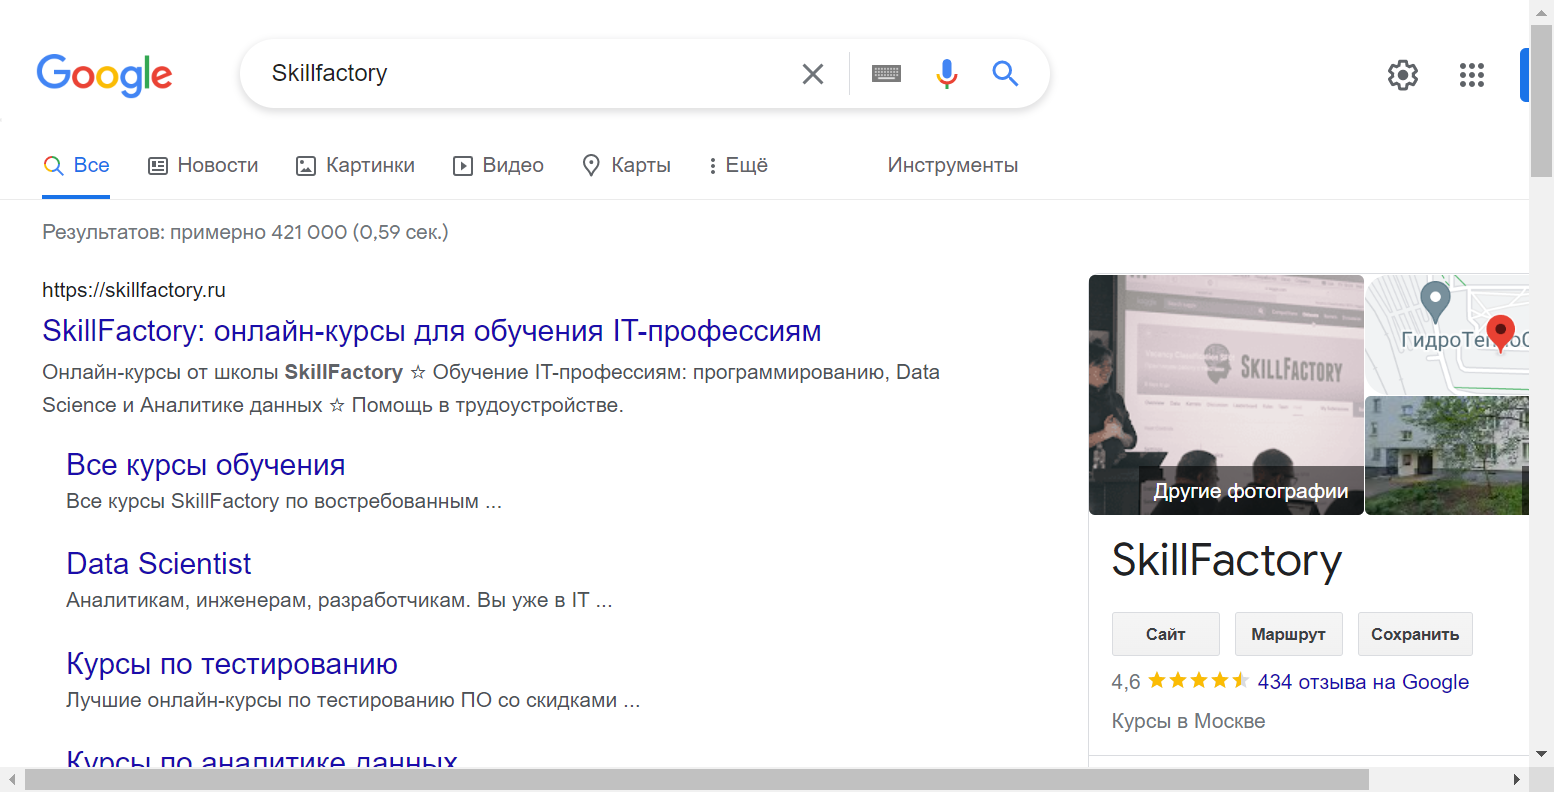 Google
Skillfactory
Все
Новости
Картинки
Видео
Карты
Ещё
Инструменты
Результатов: примерно 421 000 (0,59 сек.)
https://skillfactory.ru
SkillFactory: онлайн-курсы для обучения IT-профессиям
Онлайн-курсы от школы SkillFactory ☆ Обучение IT-профессиям: программированию, Data
Science и Аналитике данных ☆ Помощь в трудоустройстве.
Все курсы обучения
Все курсы SkillFactory по востребованным ...
Data Scientist
Аналитикам, инженерам, разработчикам. Вы уже в IT ...
Курсы по тестированию
Лучшие онлайн-курсы по тестированию ПО со скидками ...
Курсы по аналитике данных
SKILLFACTORY
Другие фотографии
SkillFactory
Сайт
Маршрут
Сохранить
4,6
434 отзыва на Google
Курсы в Москве